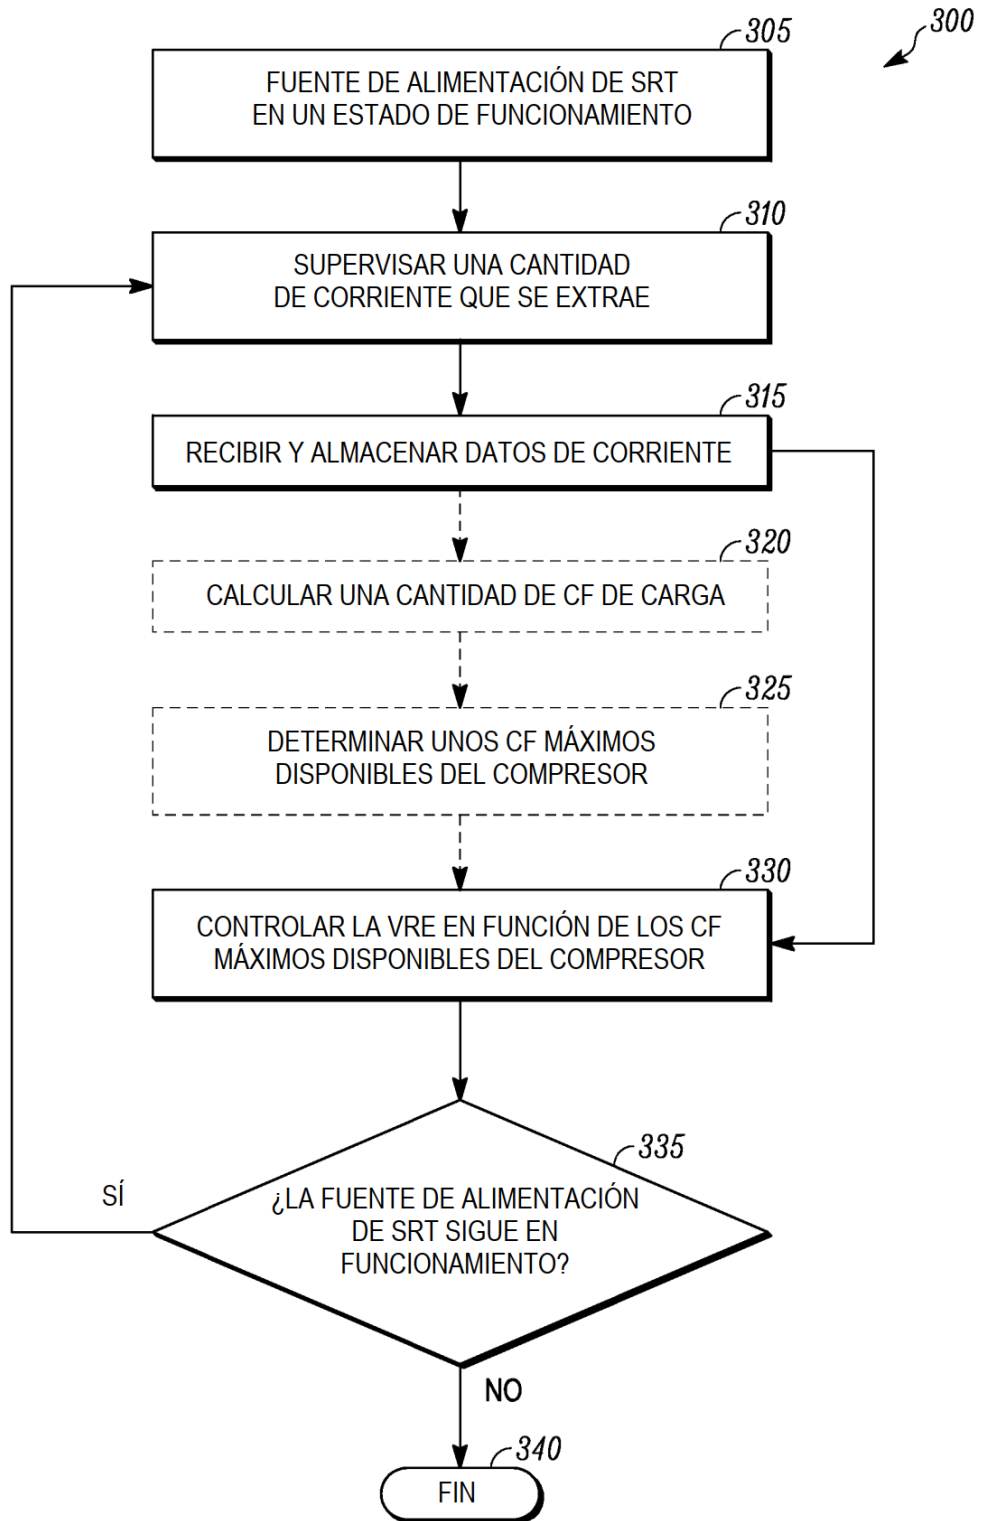 300
305
FUENTE DE ALIMENTACIÓN DE SRT
EN UN ESTADO DE FUNCIONAMIENTO
310
SUPERVISAR UNA CANTIDAD
DE CORRIENTE QUE SE EXTRAE
315
RECIBIR Y ALMACENAR DATOS DE CORRIENTE
320
CALCULAR UNA CANTIDAD DE CF DE CARGA
325
DETERMINAR UNOS CF MÁXIMOS
DISPONIBLES DEL COMPRESOR
330
CONTROLAR LA VRE EN FUNCIÓN DE LOS CF
MÁXIMOS DISPONIBLES DEL COMPRESOR
335
SÍ
¿LA FUENTE DE ALIMENTACIÓN
DE SRT SIGUE EN
FUNCIONAMIENTO?
NO
340
FIN